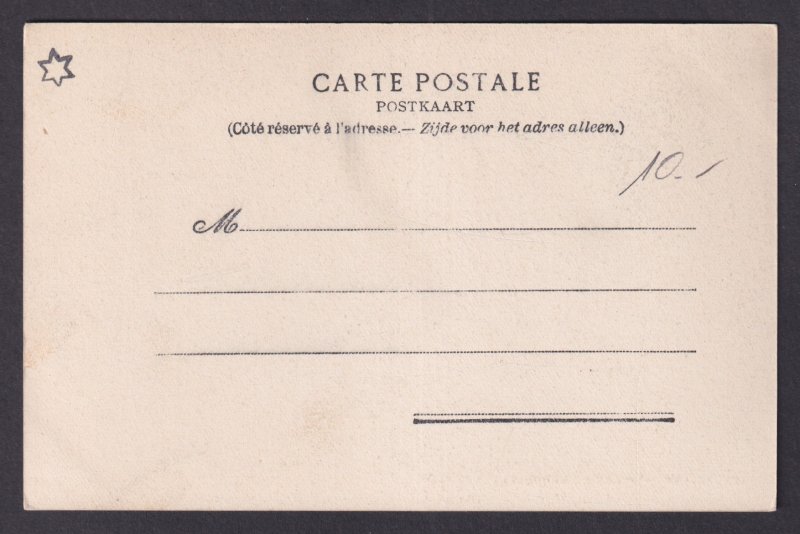 CARTE POSTALE
POSTKAART
(Côté réservé à l'adresse.— Zijde voor het adres alleen.)
10.-
M